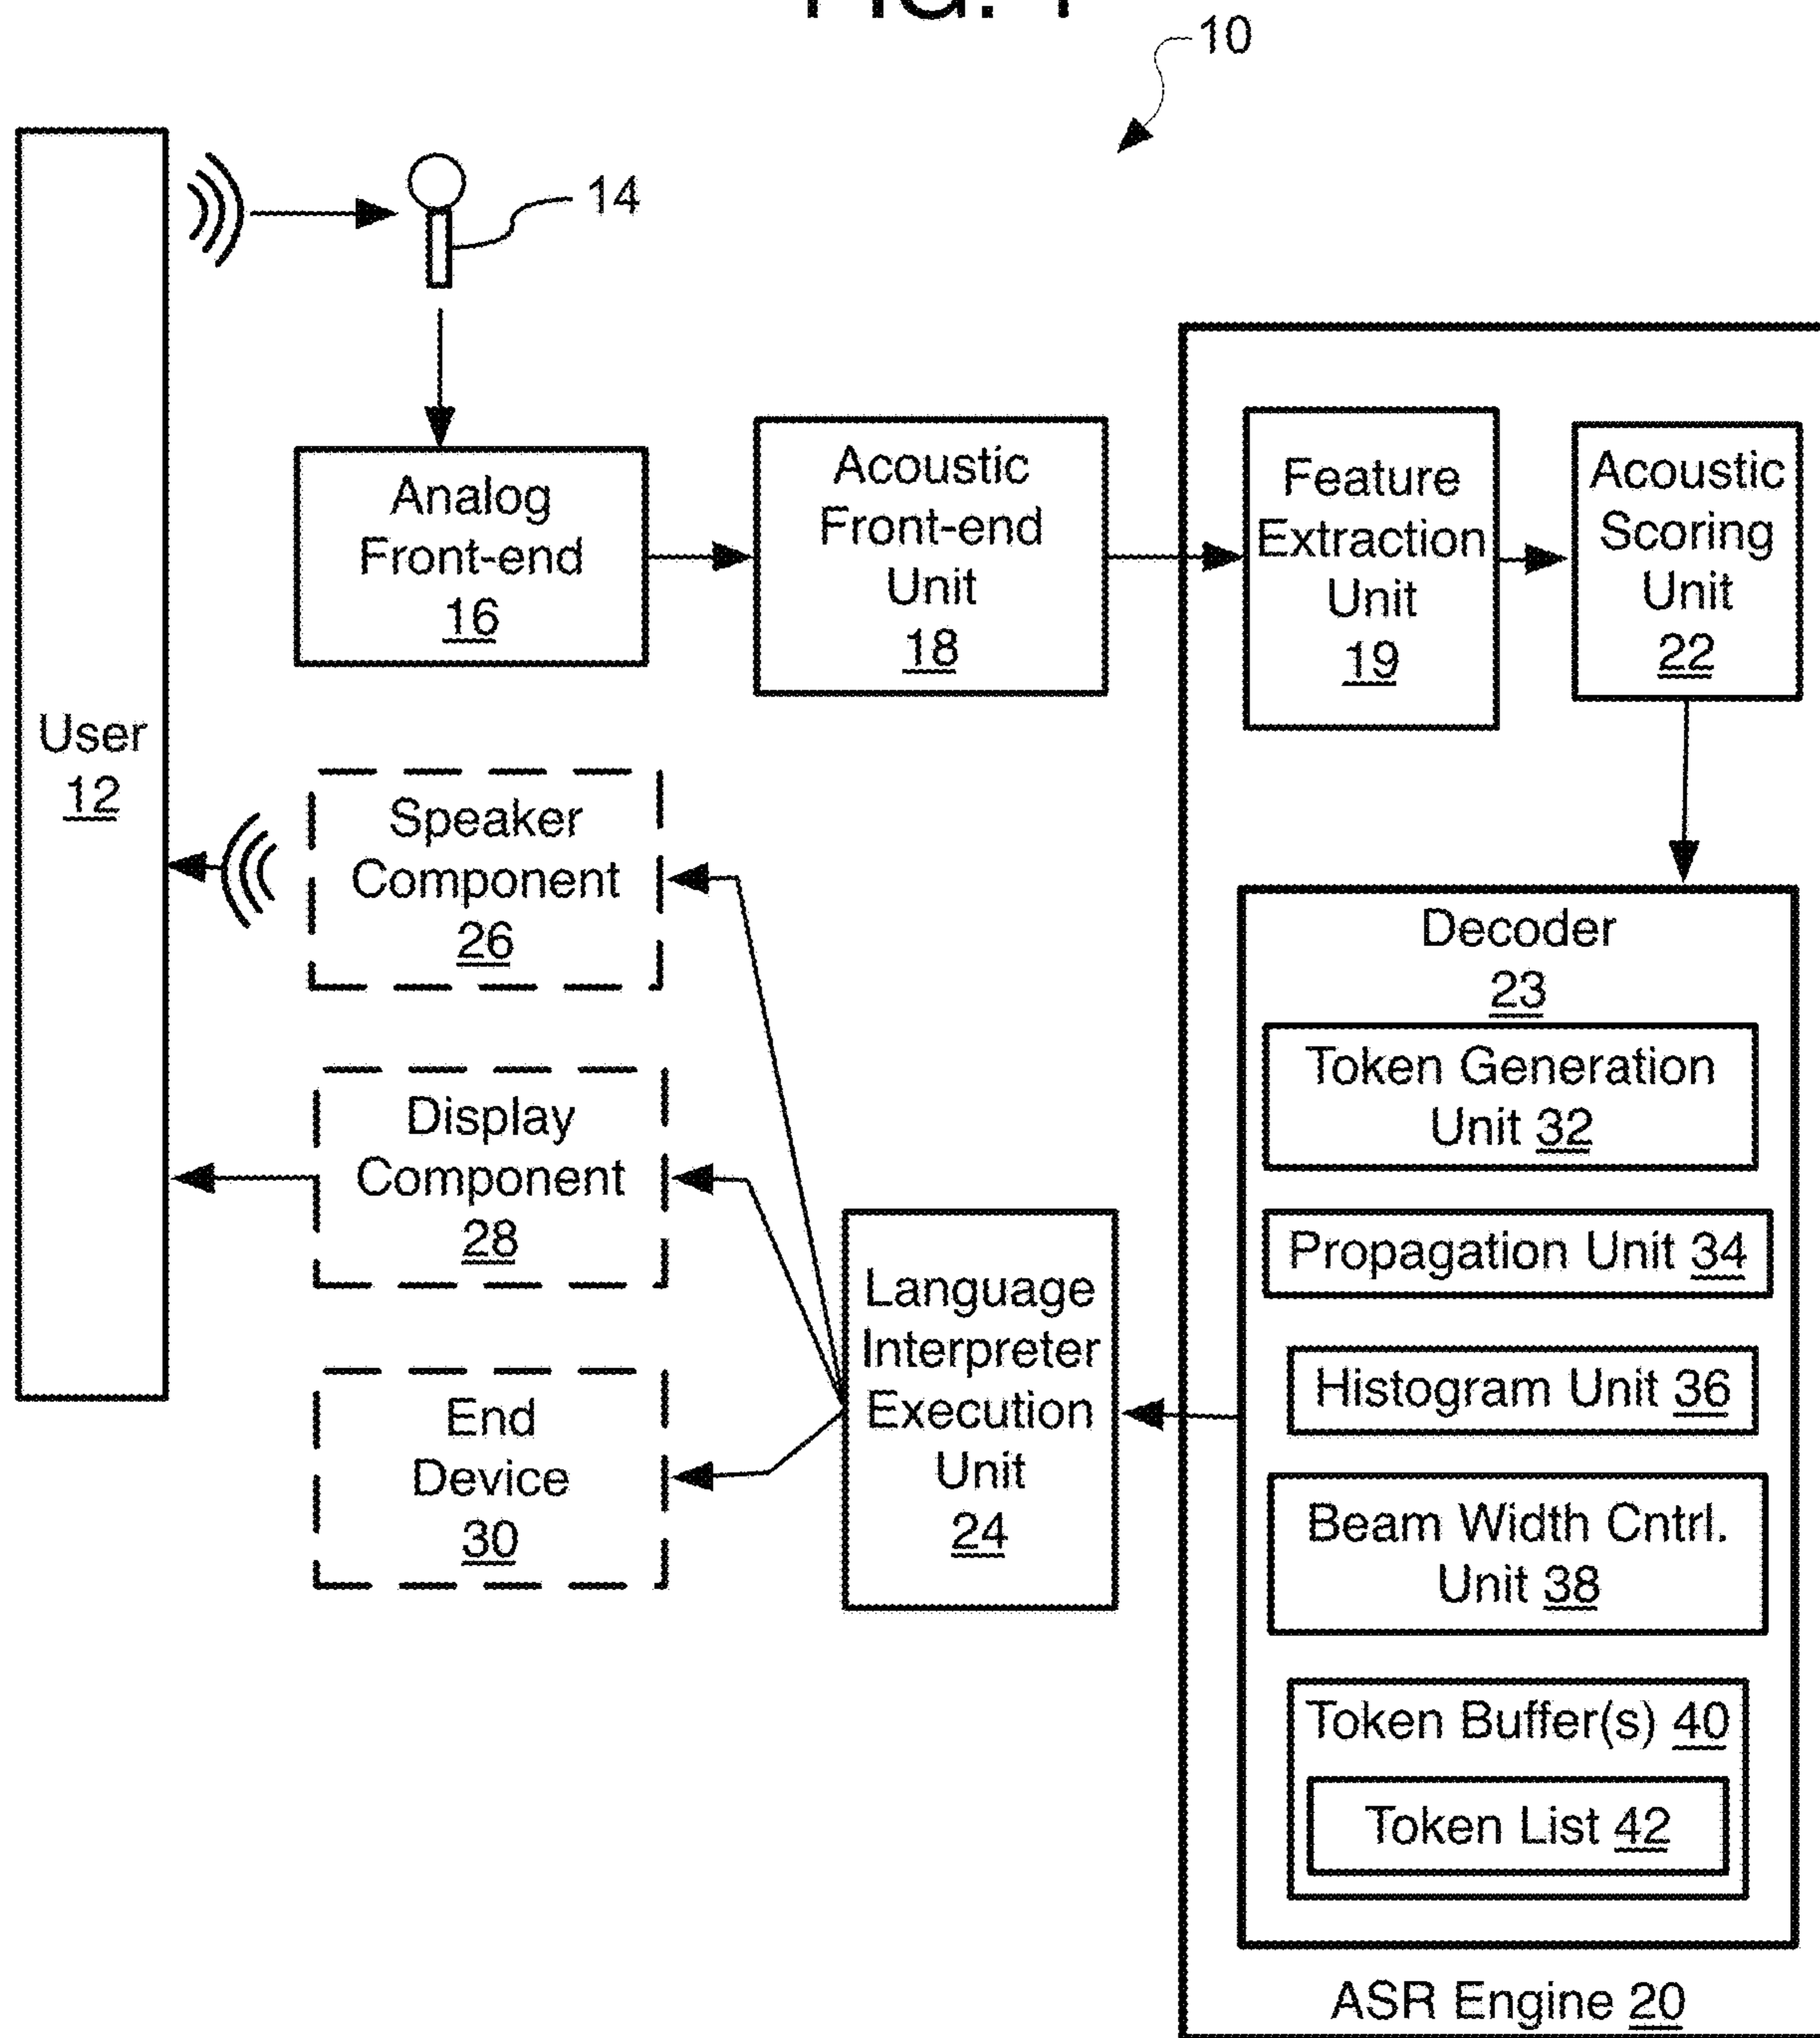 FIG. 1
10
14
Analog
Front-end
16
Acoustic
Front-end
Unit
18
Feature
Extraction
Unit
19
Acoustic
Scoring
Unit
22
User
12
Speaker
Component
26
Display
Component
28
End
Device
30
Language
Interpreter
Execution
Unit
24
Decoder
23
Token Generation
Unit 32
Propagation Unit 34
Histogram Unit 36
Beam Width Cntrl.
Unit 38
Token Buffer(s) 40
Token List 42
ASR Engine 20